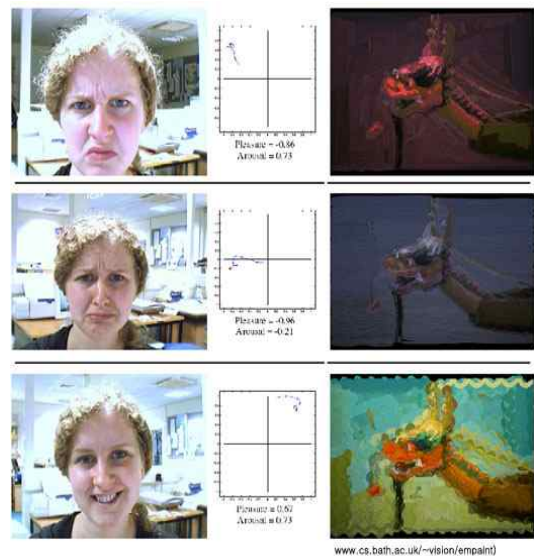 Pleasure = -0.86
Arousal = 0.73
Pleasure = -0.96
Arousal = -0.21
Pleasure = 0.67
Arousal = 0.73
www.cs.bath.ac.uk/~vision/empaint)